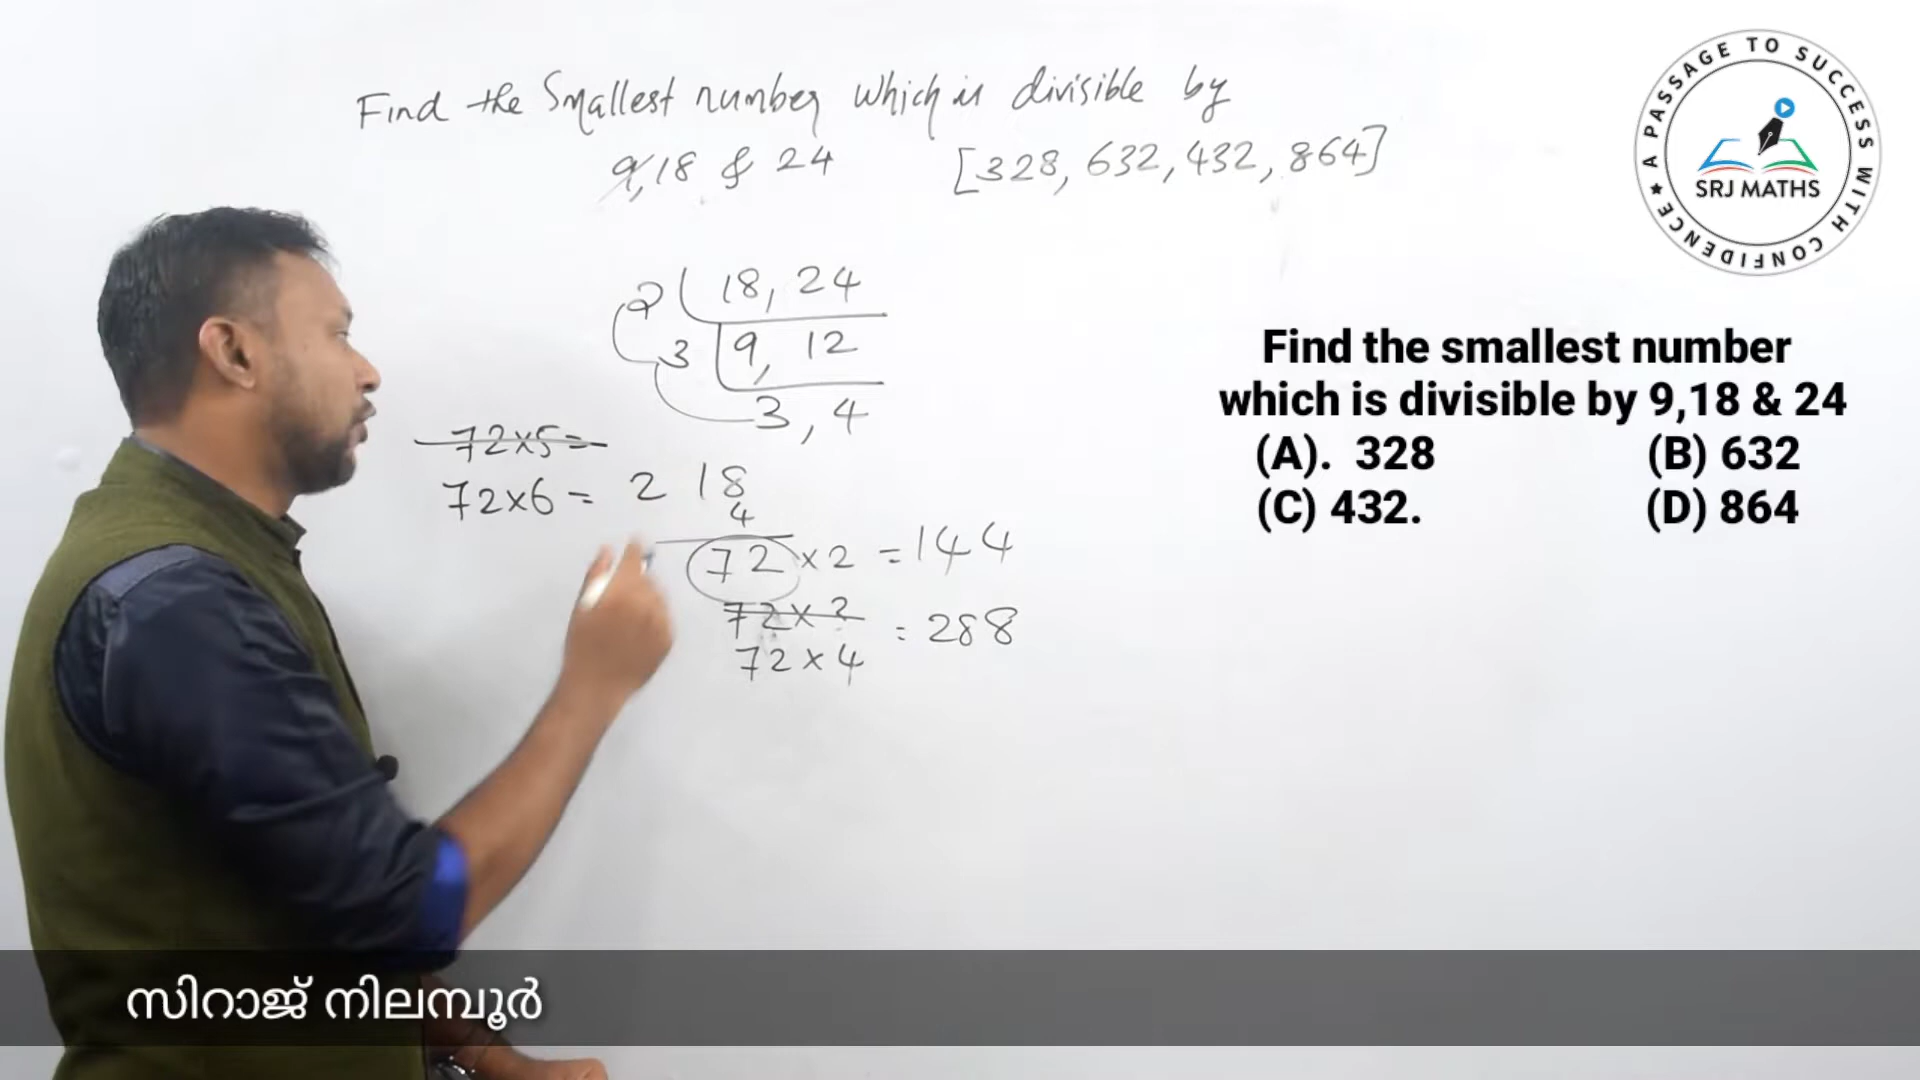 Find the Smallest number which is divisible by
9, 18 & 24 [328, 632, 432, 864]
2 18, 24
3 9, 12
3, 4
72×5=
72×6= 2
18
4
72 ×2 =144
72×2
=288
72×4
A PASSAGE TO SUCCESS WITH CONFIDENCE ★
SRJ MATHS
Find the smallest number
which is divisible by 9,18 & 24
(A). 328 (B) 632
(C) 432. (D) 864
സിറാജ് നിലമ്പൂർ